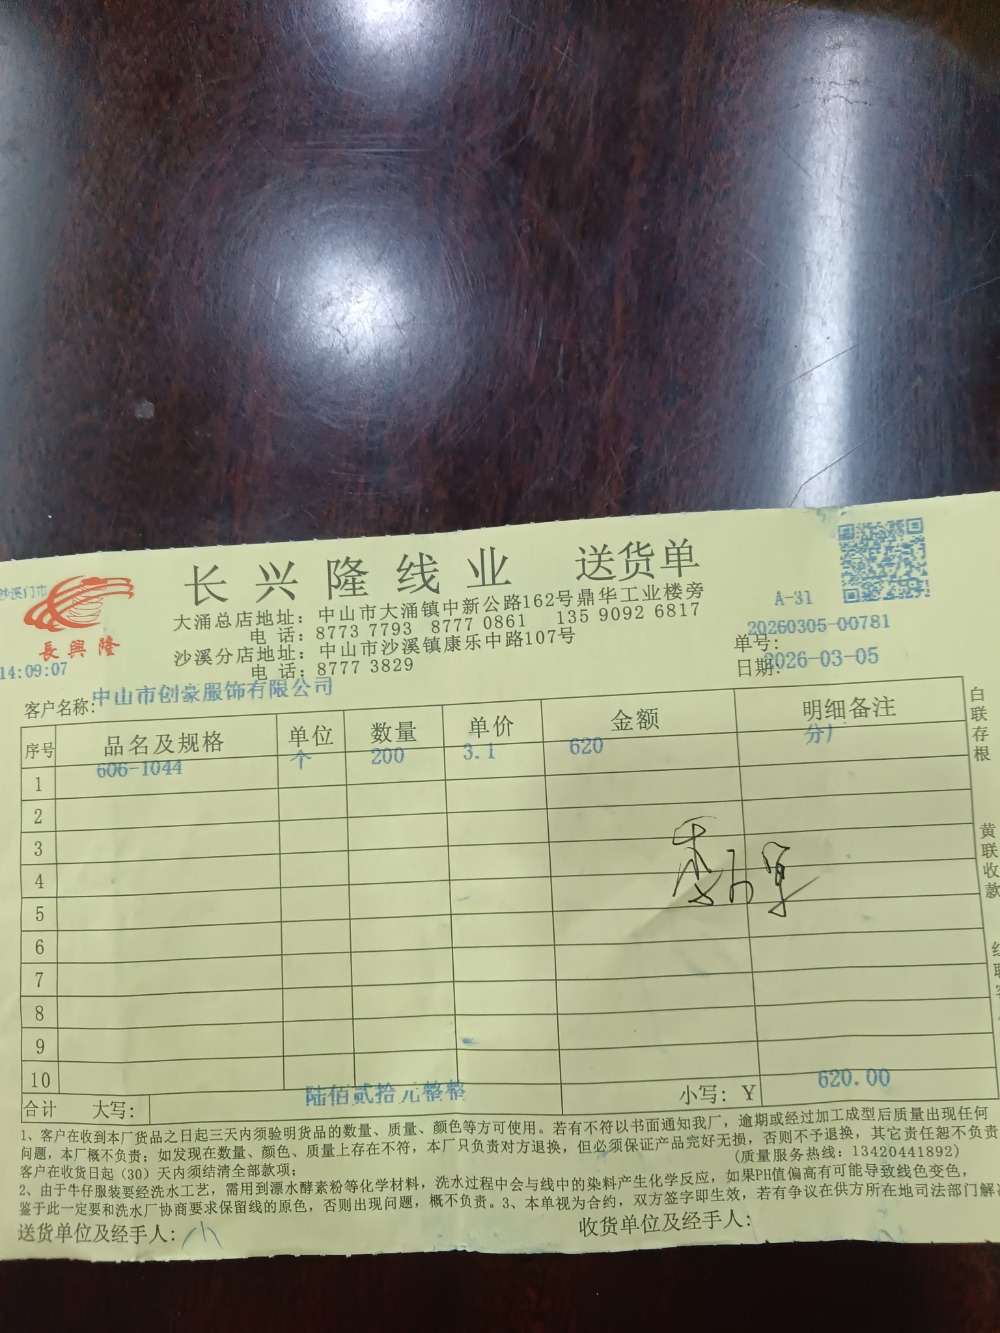 沙溪门市
長興隆
14:09:07
长兴隆线业 送货单
大涌总店地址：中山市大涌镇中新公路162号鼎华工业楼旁
电 话：8773 7793 8777 0861 135 9092 6817
沙溪分店地址：中山市沙溪镇康乐中路107号
电 话：8777 3829
A-31
单号：20260305-00781
日期：2026-03-05
客户名称：中山市创豪服饰有限公司
序号 品名及规格 单位 数量 单价 金额 明细备注
1 606-1044 个 200 3.1 620
2
3
4
5
6
7
8
9
10
合计 大写： 陆佰贰拾元整整 小写：￥ 620.00
1、客户在收到本厂货品之日起三天内须验明货品的数量、质量、颜色等方可使用。若有不符以书面通知我厂，逾期或经过加工成型后质量出现任何
问题，本厂概不负责；如发现在数量、颜色、质量上存在不符，本厂只负责对方退换，但必须保证产品完好无损，否则不予退换，其它责任恕不负责
客户在收货日起（30）天内须结清全部款项； （质量服务热线：13420441892）
2、由于牛仔服装要经洗水工艺，需用到漂水酵素粉等化学材料，洗水过程中会与线中的染料产生化学反应，如果PH值偏高有可能导致线色变色，
鉴于此一定要和洗水厂协商要求保留线的原色，否则出现问题，概不负责。3、本单视为合约，双方签字即生效，若有争议在供方所在地司法部门解
送货单位及经手人：小 收货单位及经手人：
白联存根
黄联收款